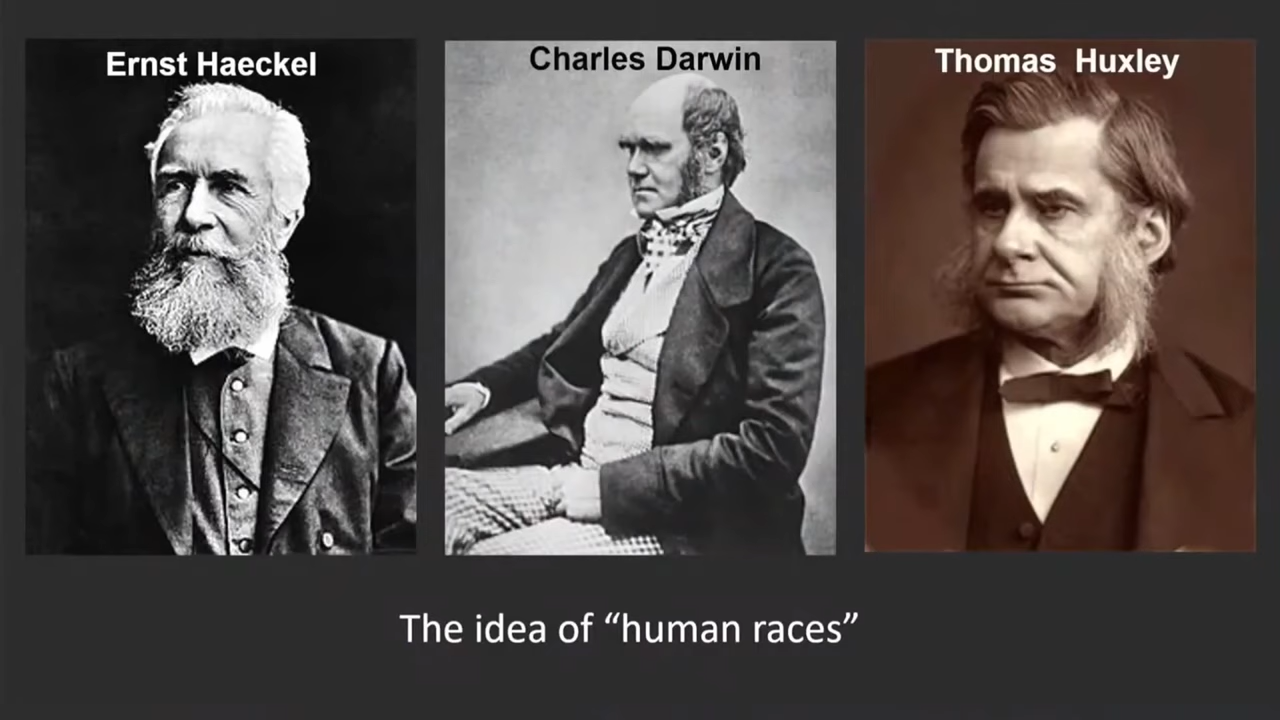 Ernst Haeckel
Charles Darwin
Thomas Huxley
The idea of “human races”